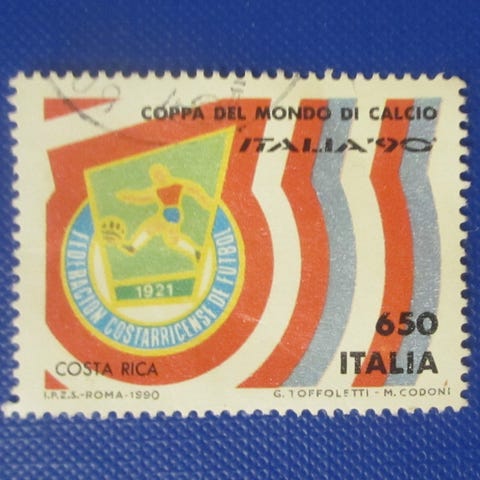 COPPA DEL MONDO DI CALCIO
ITALIA'90
1921
FEDERACION COSTARRICENSE DE FUTBOL
650
COSTA RICA
ITALIA
I.P.Z.S.-ROMA-1990
G. TOFFOLETTI - M. CODONI